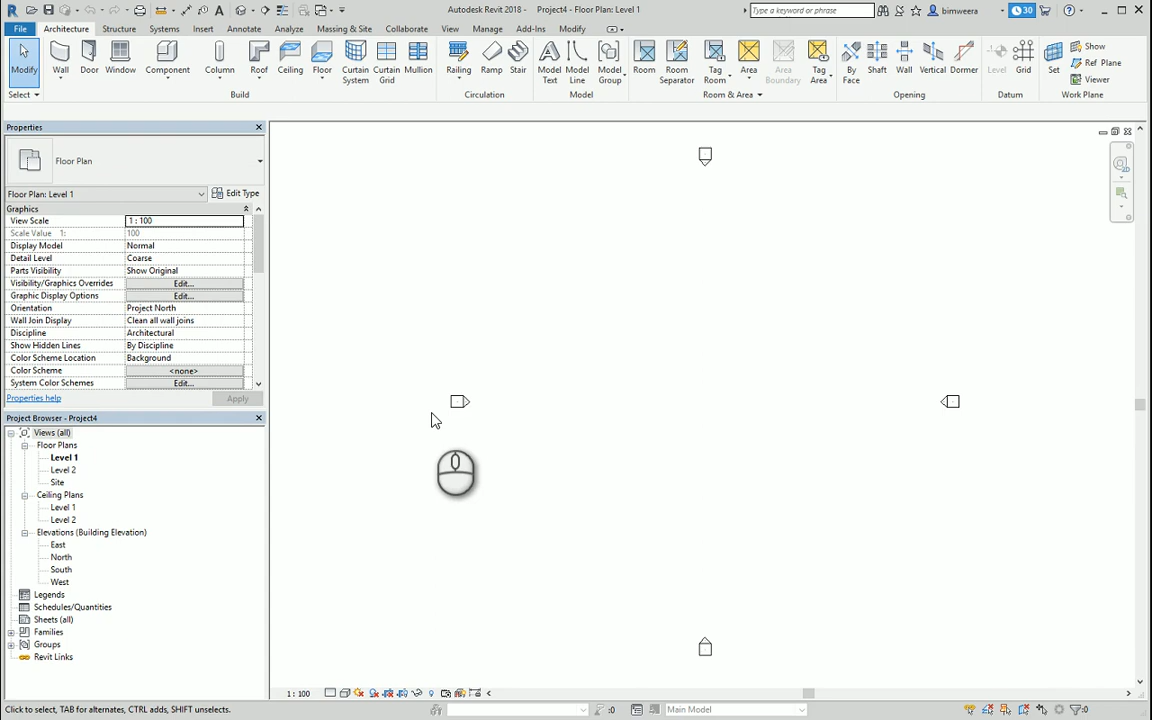 Autodesk Revit 2018 - Project4 - Floor Plan: Level 1
Type a keyword or phrase
bimweera
30
File Architecture Structure Systems Insert Annotate Analyze Massing & Site Collaborate View Manage Add-Ins Modify
Modify Wall Door Window Component Column Roof Ceiling Floor Curtain System Curtain Grid Mullion Railing Ramp Stair Model Text Model Line Model Group Room Room Separator Tag Room Area Area Boundary Tag Area By Face Shaft Wall Vertical Dormer Level Grid Set
Show
Ref Plane
Viewer
Select Build Circulation Model Room & Area Opening Datum Work Plane
Properties
Floor Plan
Floor Plan: Level 1 Edit Type
Graphics
View Scale 1 : 100
Scale Value 1: 100
Display Model Normal
Detail Level Coarse
Parts Visibility Show Original
Visibility/Graphics Overrides Edit...
Graphic Display Options Edit...
Orientation Project North
Wall Join Display Clean all wall joins
Discipline Architectural
Show Hidden Lines By Discipline
Color Scheme Location Background
Color Scheme <none>
System Color Schemes Edit...
Properties help Apply
Project Browser - Project4
Views (all)
Floor Plans
Level 1
Level 2
Site
Ceiling Plans
Level 1
Level 2
Elevations (Building Elevation)
East
North
South
West
Legends
Schedules/Quantities
Sheets (all)
Families
Groups
Revit Links
1 : 100
Click to select, TAB for alternates, CTRL adds, SHIFT unselects.
:0
Main Model
:0